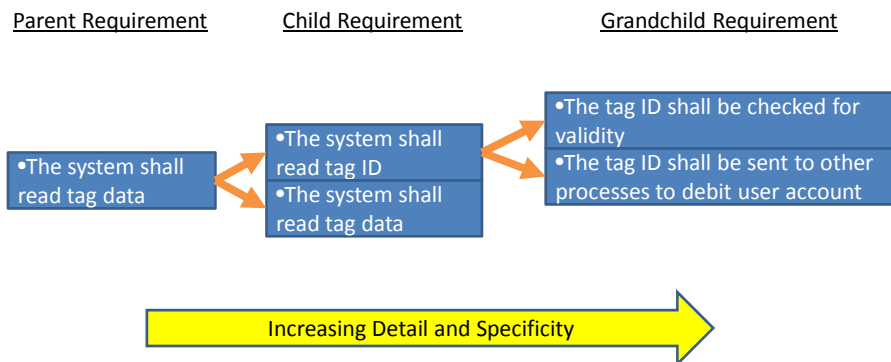 Parent Requirement
Child Requirement
Grandchild Requirement
•The system shall
read tag data
•The system shall
read tag ID
•The system shall
read tag data
•The tag ID shall be checked for
validity
•The tag ID shall be sent to other
processes to debit user account
Increasing Detail and Specificity